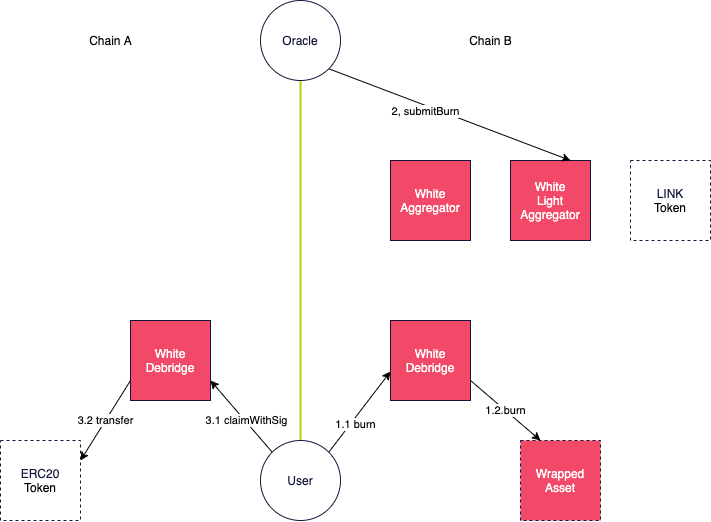 Chain A
Oracle
Chain B
2, submitBurn
White
Aggregator
White
Light
Aggregator
LINK
Token
White
Debridge
White
Debridge
3.2 transfer
3.1 claimWithSig
1.1 burn
1.2.burn
ERC20
Token
User
Wrapped
Asset